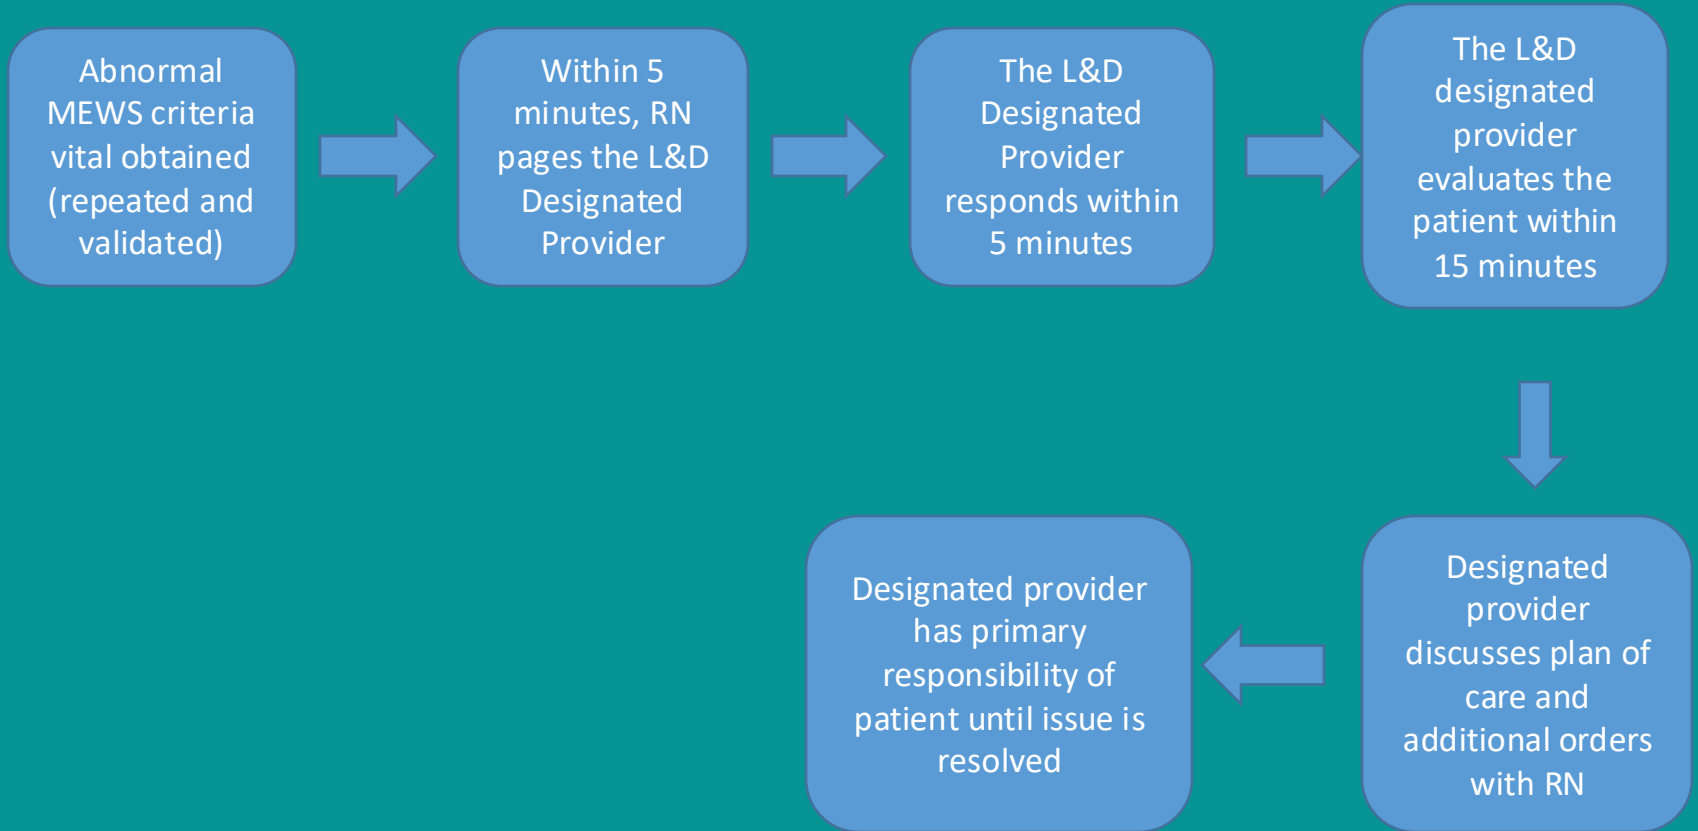 Abnormal
MEWS criteria
vital obtained
(repeated and
validated)
Within 5
minutes, RN
pages the L&D
Designated
Provider
The L&D
Designated
Provider
responds within
5 minutes
The L&D
designated
provider
evaluates the
patient within
15 minutes
Designated
provider
discusses plan of
care and
additional orders
with RN
Designated provider
has primary
responsibility of
patient until issue is
resolved